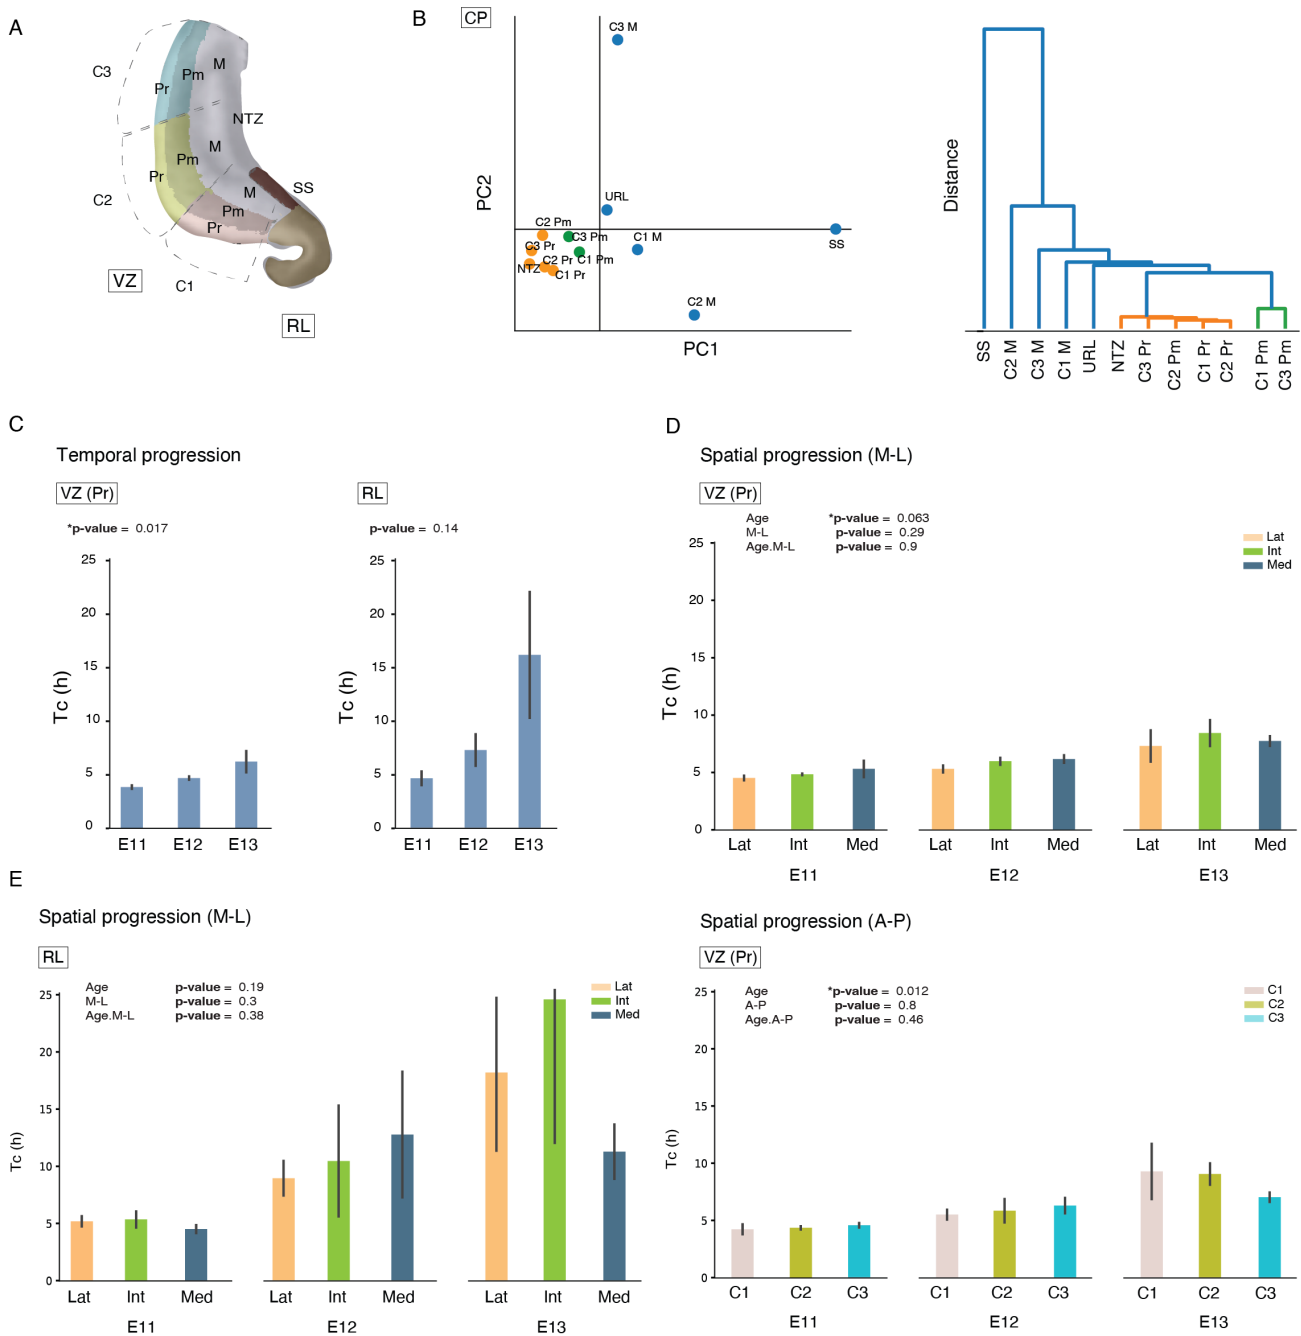 A
C3
Pr
Pm
M
NTZ
M
Pm
Pr
C2
M
SS
Pm
Pr
VZ
C1
RL
B
CP
C3 M
PC2
URL
C2 Pm
C3 Pm
C1 M
SS
C3 Pr
NTZ
C2 Pr
C1 Pm
C1 Pr
C2 M
PC1
Distance
SS
C2 M
C3 M
C1 M
URL
NTZ
C3 Pr
C2 Pm
C1 Pr
C2 Pr
C1 Pm
C3 Pm
C
Temporal progression
VZ (Pr)
*p-value = 0.017
25
20
15
10
5
0
Tc (h)
E11 E12 E13
RL
p-value = 0.14
25
20
15
10
5
0
Tc (h)
E11 E12 E13
D
Spatial progression (M-L)
VZ (Pr)
Age *p-value = 0.063
M-L p-value = 0.29
Age.M-L p-value = 0.9
Lat
Int
Med
25
20
15
10
5
0
Tc (h)
Lat Int Med Lat Int Med Lat Int Med
E11 E12 E13
E
Spatial progression (M-L)
RL
Age p-value = 0.19
M-L p-value = 0.3
Age.M-L p-value = 0.38
Lat
Int
Med
25
20
15
10
5
0
Tc (h)
Lat Int Med Lat Int Med Lat Int Med
E11 E12 E13
Spatial progression (A-P)
VZ (Pr)
Age *p-value = 0.012
A-P p-value = 0.8
Age.A-P p-value = 0.46
C1
C2
C3
25
20
15
10
5
0
Tc (h)
C1 C2 C3 C1 C2 C3 C1 C2 C3
E11 E12 E13